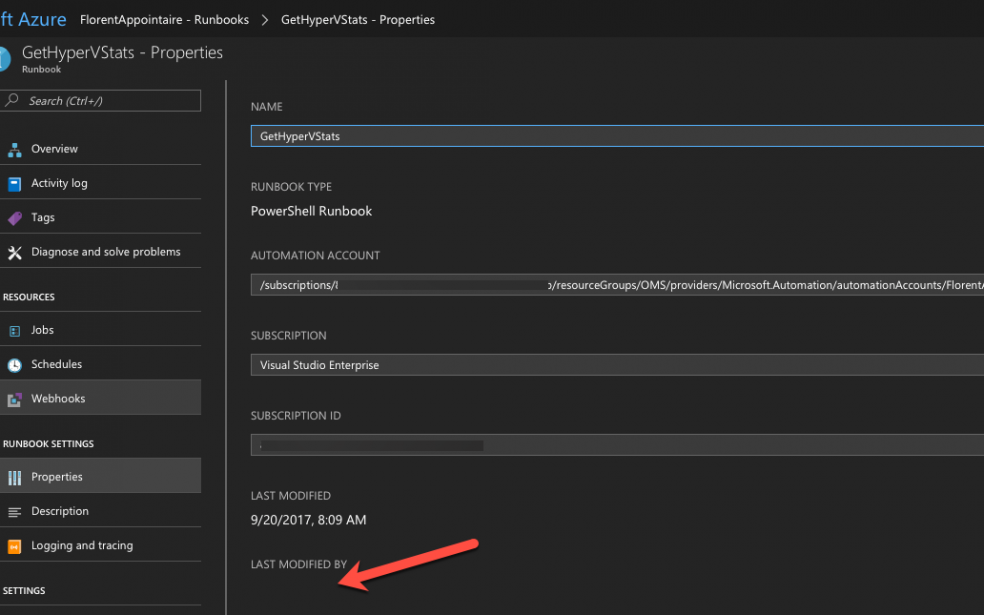 ft Azure FlorentAppointaire - Runbooks > GetHyperVStats - Properties
GetHyperVStats - Properties
Runbook
Search (Ctrl+/)
Overview
Activity log
Tags
Diagnose and solve problems
RESOURCES
Jobs
Schedules
Webhooks
RUNBOOK SETTINGS
Properties
Description
Logging and tracing
SETTINGS
NAME
GetHyperVStats
RUNBOOK TYPE
PowerShell Runbook
AUTOMATION ACCOUNT
/subscriptions/ /resourceGroups/OMS/providers/Microsoft.Automation/automationAccounts/Florent
SUBSCRIPTION
Visual Studio Enterprise
SUBSCRIPTION ID
LAST MODIFIED
9/20/2017, 8:09 AM
LAST MODIFIED BY